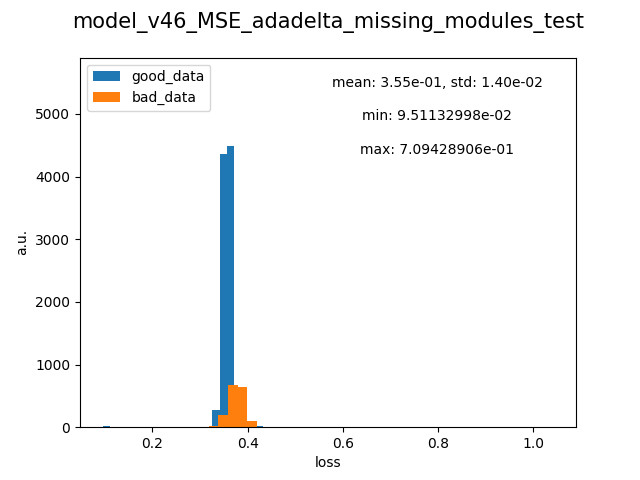 model_v46_MSE_adadelta_missing_modules_test
good_data
bad_data
mean: 3.55e-01, std: 1.40e-02
min: 9.51132998e-02
max: 7.09428906e-01
a.u.
5000
4000
3000
2000
1000
0
0.2 0.4 0.6 0.8 1.0
loss